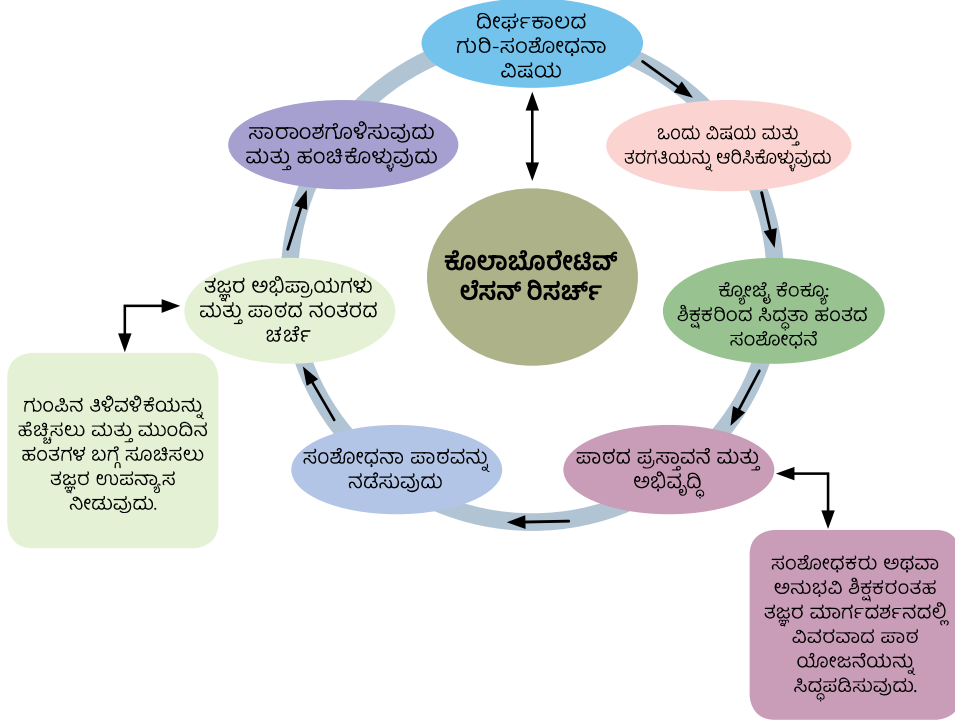 ದೀರ್ಘಕಾಲದ
ಗುರಿ-ಸಂಶೋಧನಾ
ವಿಷಯ
ಒಂದು ವಿಷಯ ಮತ್ತು
ತರಗತಿಯನ್ನು ಆರಿಸಿಕೊಳ್ಳುವುದು
ಕ್ಯೋಜೈ ಕೆಂಕ್ಯೂ:
ಶಿಕ್ಷಕರಿಂದ ಸಿದ್ಧತಾ ಹಂತದ
ಸಂಶೋಧನೆ
ಪಾಠದ ಪ್ರಸ್ತಾವನೆ ಮತ್ತು
ಅಭಿವೃದ್ಧಿ
ಸಂಶೋಧಕರು ಅಥವಾ
ಅನುಭವಿ ಶಿಕ್ಷಕರಂತಹ
ತಜ್ಞರ ಮಾರ್ಗದರ್ಶನದಲ್ಲಿ
ವಿವರವಾದ ಪಾಠ
ಯೋಜನೆಯನ್ನು
ಸಿದ್ಧಪಡಿಸುವುದು.
ಸಂಶೋಧನಾ ಪಾಠವನ್ನು
ನಡೆಸುವುದು
ತಜ್ಞರ ಅಭಿಪ್ರಾಯಗಳು
ಮತ್ತು ಪಾಠದ ನಂತರದ
ಚರ್ಚೆ
ಗುಂಪಿನ ತಿಳಿವಳಿಕೆಯನ್ನು
ಹೆಚ್ಚಿಸಲು ಮತ್ತು ಮುಂದಿನ
ಹಂತಗಳ ಬಗ್ಗೆ ಸೂಚಿಸಲು
ತಜ್ಞರ ಉಪನ್ಯಾಸ
ನೀಡುವುದು.
ಸಾರಾಂಶಗೊಳಿಸುವುದು
ಮತ್ತು ಹಂಚಿಕೊಳ್ಳುವುದು
ಕೊಲಾಬೊರೇಟಿವ್
ಲೆಸನ್ ರಿಸರ್ಚ್